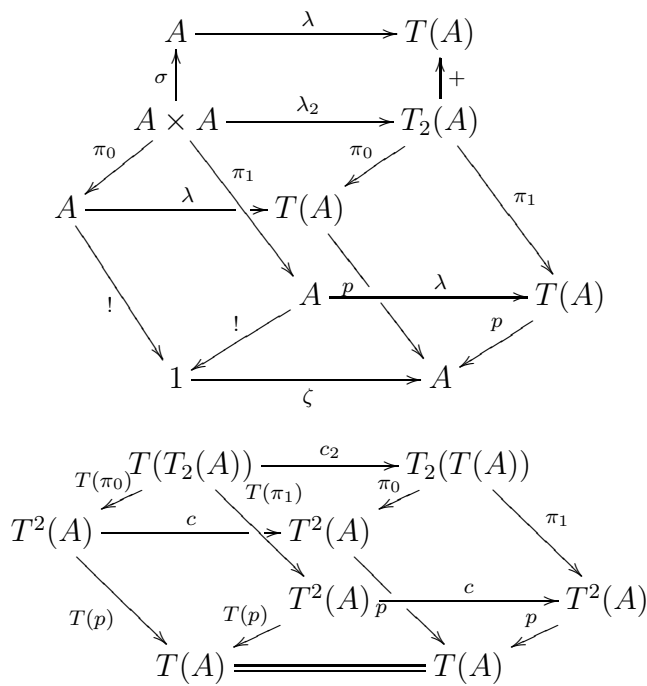 A λ T(A)
σ +
A × A λ₂ T₂(A)
π₀ π₁ π₀ π₁
A λ T(A)
! A p λ T(A)
! p
1 ζ A
T(T₂(A)) c₂ T₂(T(A))
T(π₀) T(π₁) π₀ π₁
T²(A) c T²(A)
T²(A) p c T²(A)
T(p) T(p) p
T(A) T(A)